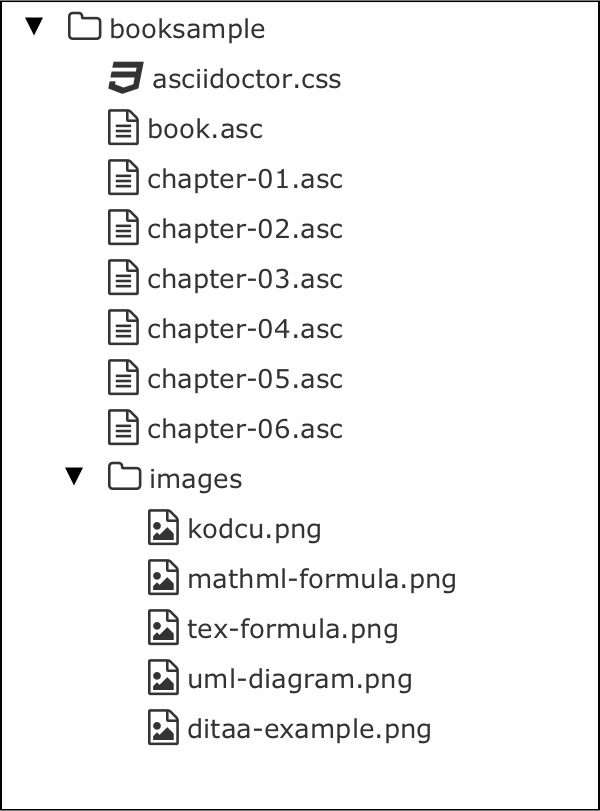 booksample
asciidoctor.css
book.asc
chapter-01.asc
chapter-02.asc
chapter-03.asc
chapter-04.asc
chapter-05.asc
chapter-06.asc
images
kodcu.png
mathml-formula.png
tex-formula.png
uml-diagram.png
ditaa-example.png